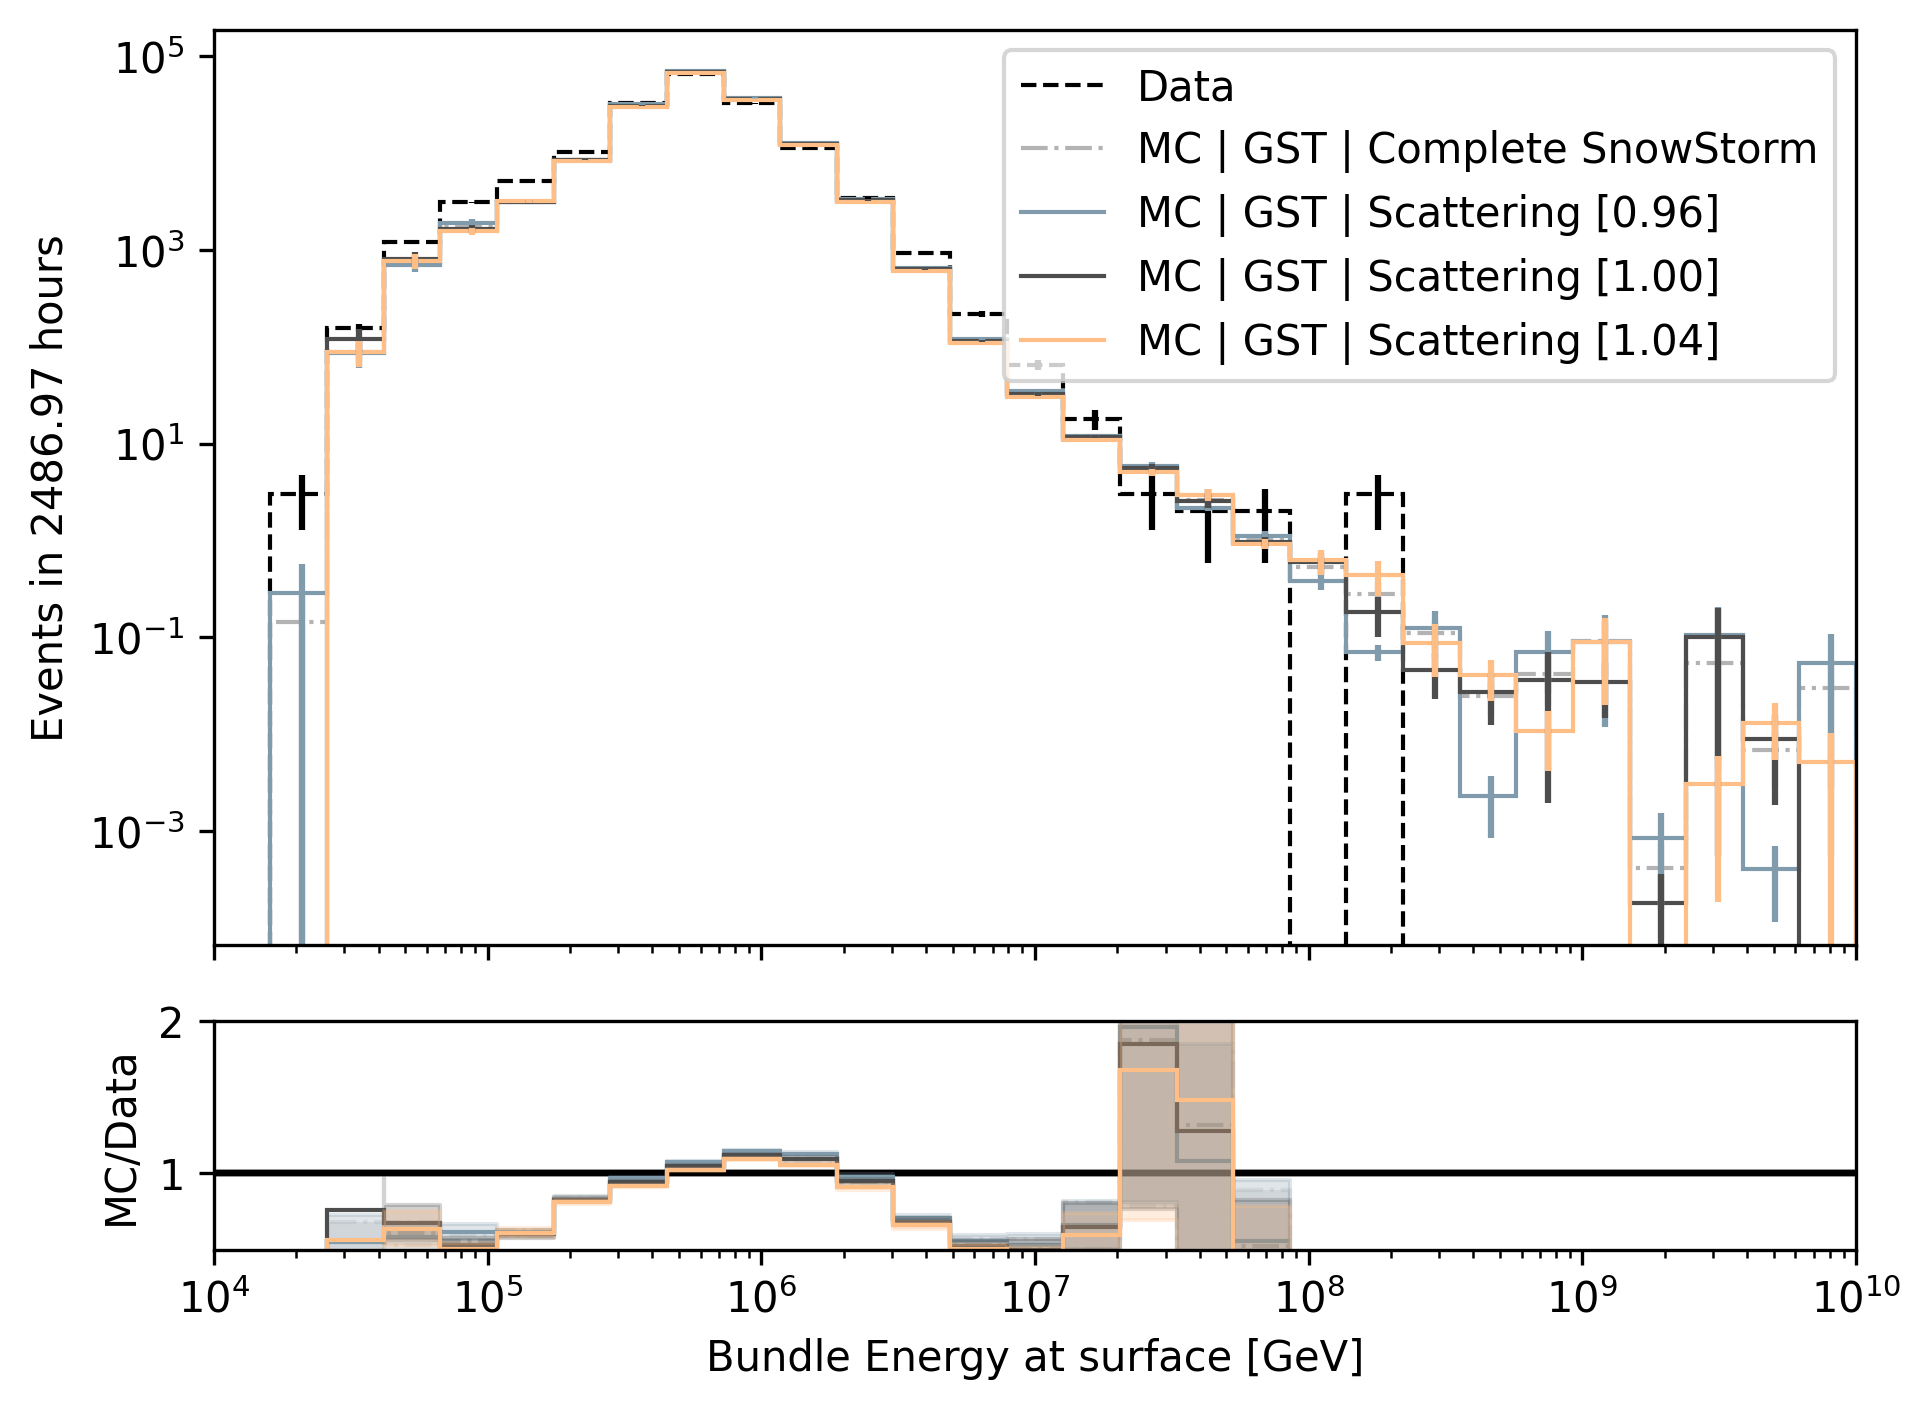 10^5
10^3
10^1
10^-1
10^-3
Events in 2486.97 hours
Data
MC | GST | Complete SnowStorm
MC | GST | Scattering [0.96]
MC | GST | Scattering [1.00]
MC | GST | Scattering [1.04]
2
1
MC/Data
10^4 10^5 10^6 10^7 10^8 10^9 10^10
Bundle Energy at surface [GeV]